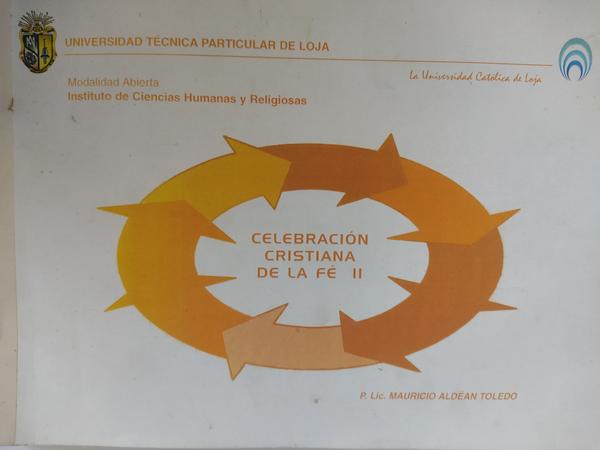 UNIVERSIDAD TÉCNICA PARTICULAR DE LOJA
La Universidad Católica de Loja
Modalidad Abierta
Instituto de Ciencias Humanas y Religiosas
CELEBRACIÓN
CRISTIANA
DE LA FÉ II
P. Lic. MAURICIO ALDEAN TOLEDO